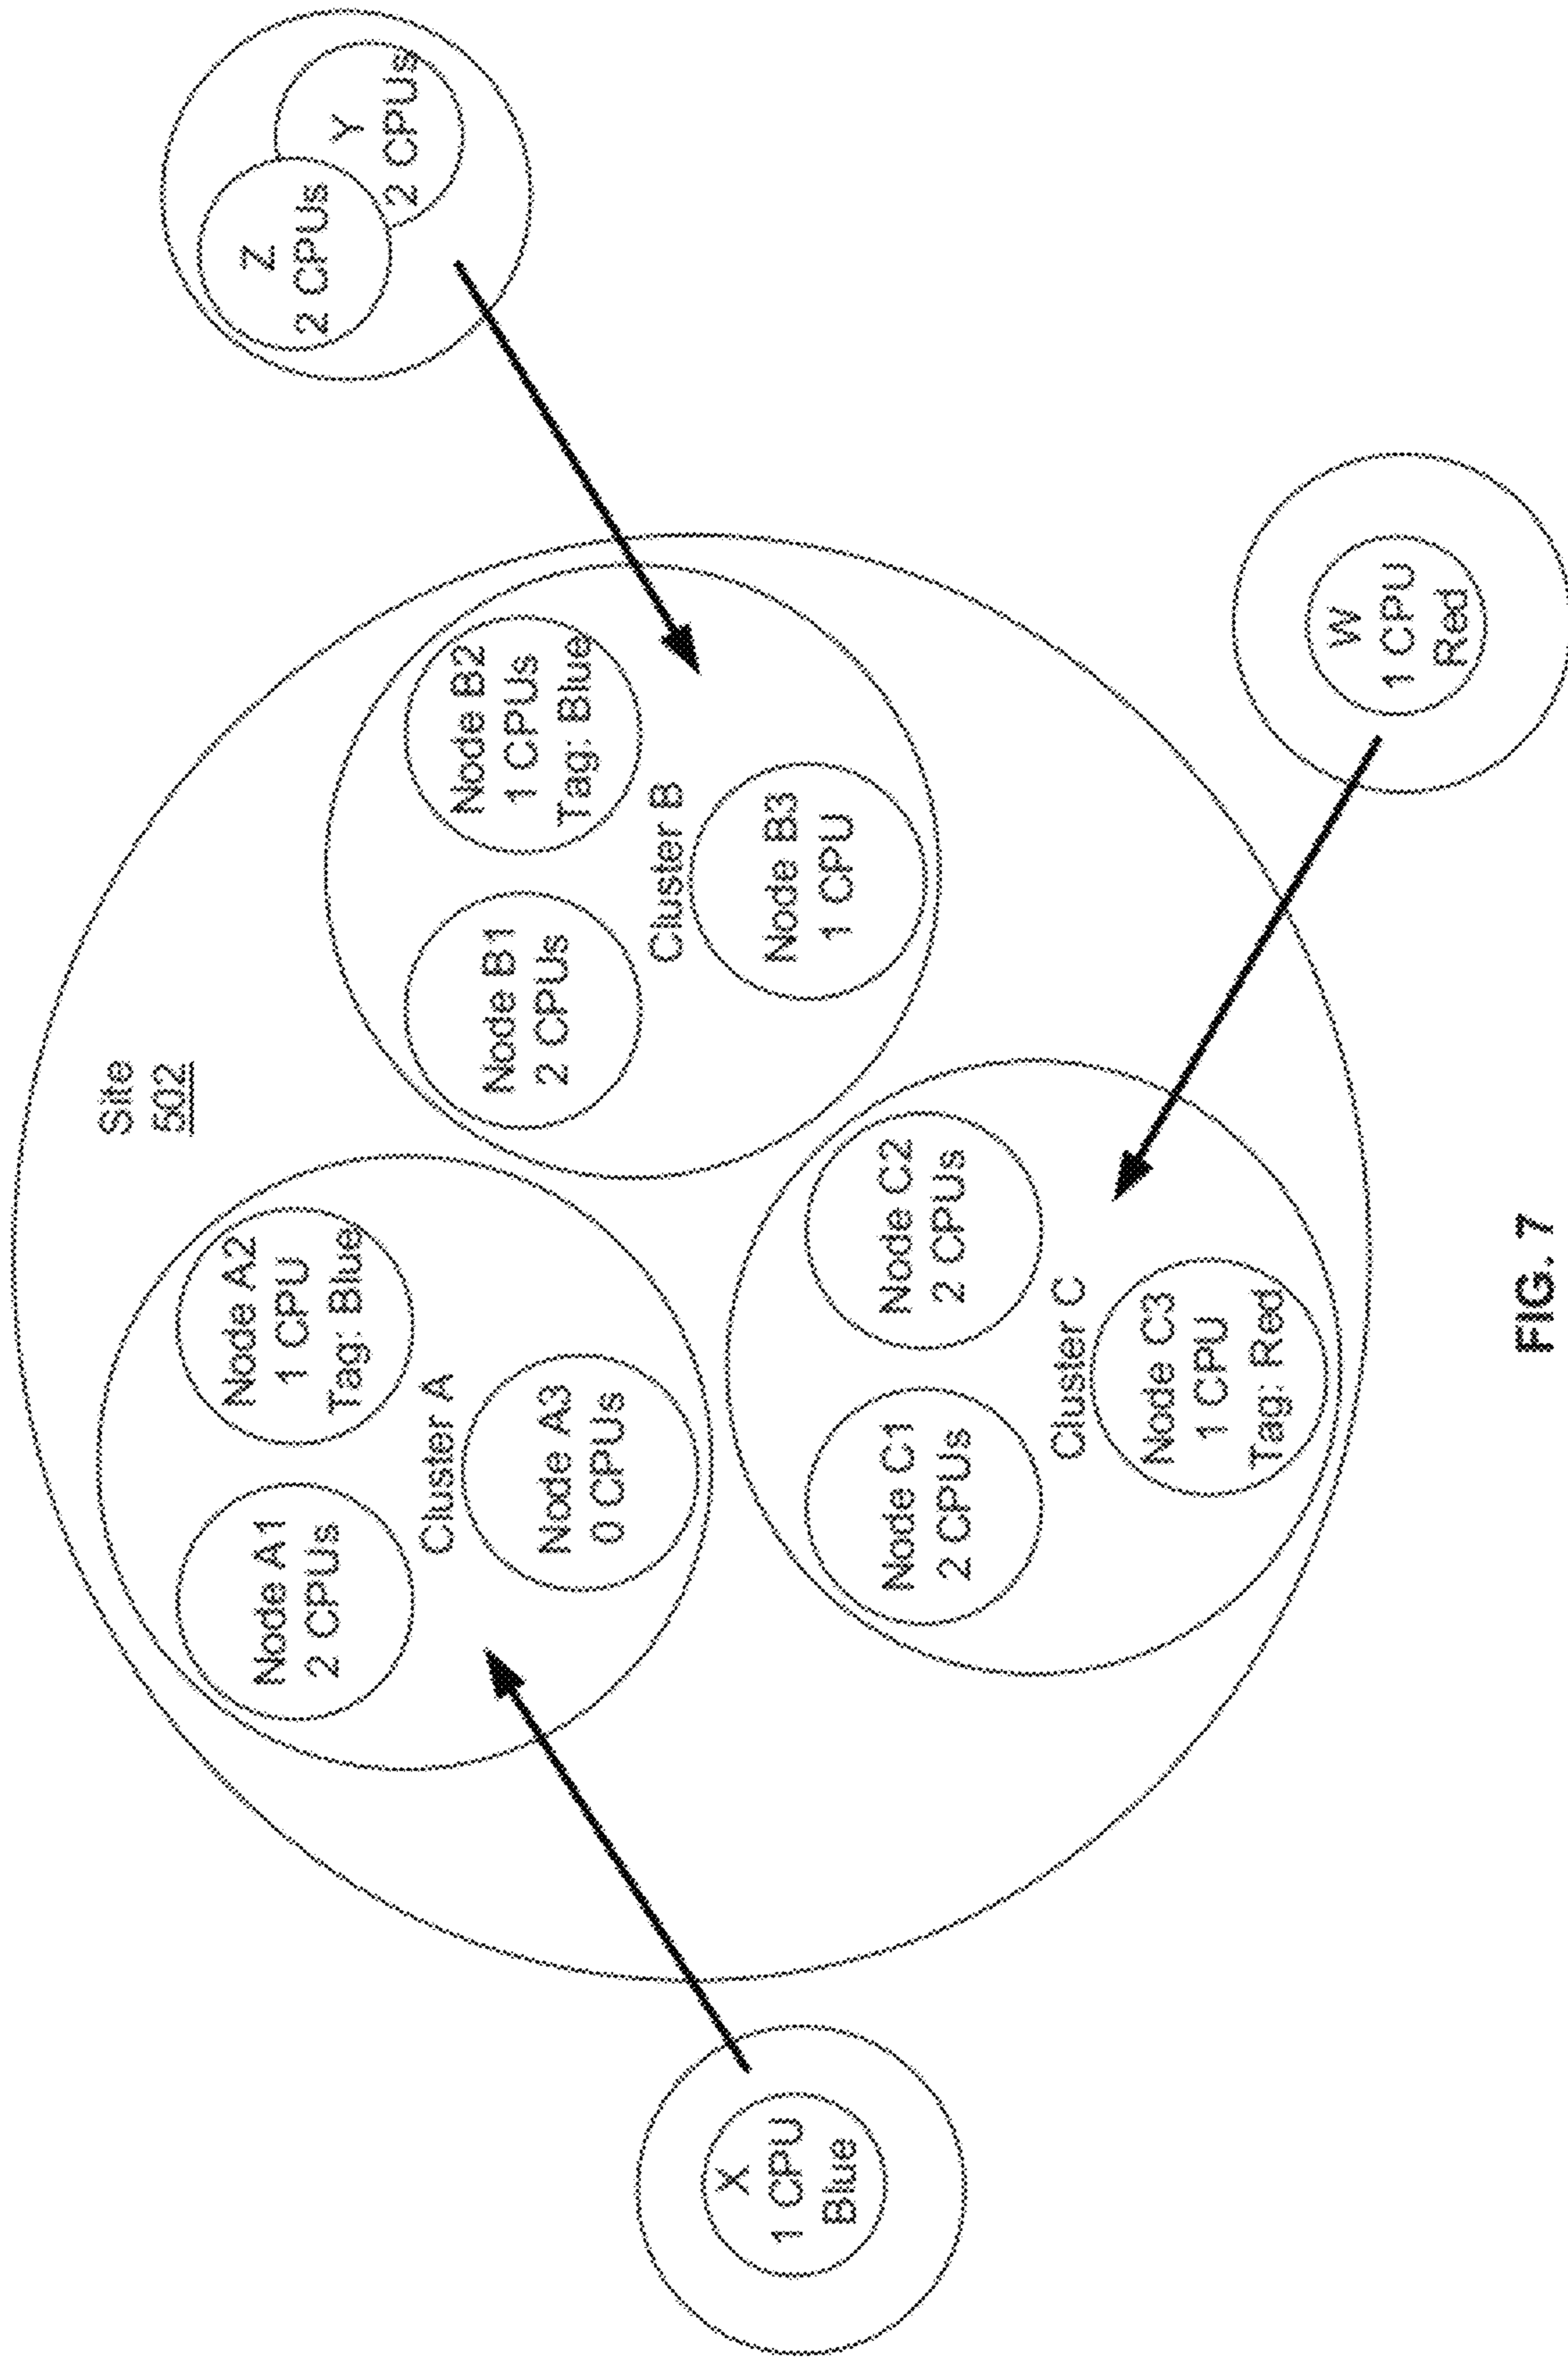 Site
502
Node A1
2 CPUs
Node A2
1 CPU
Tag: Blue
Cluster A
Node A3
0 CPUs
Node B1
2 CPUs
Node B2
1 CPUs
Tag: Blue
Cluster B
Node B3
1 CPU
Node C1
2 CPUs
Node C2
2 CPUs
Cluster C
Node C3
1 CPU
Tag: Red
X
1 CPU
Blue
Z
2 CPUs
Y
2 CPUs
W
1 CPU
Red
FIG. 7